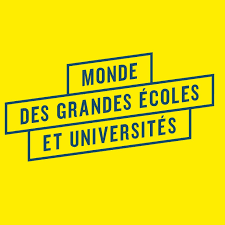 MONDE
DES GRANDES ÉCOLES
ET UNIVERSITÉS